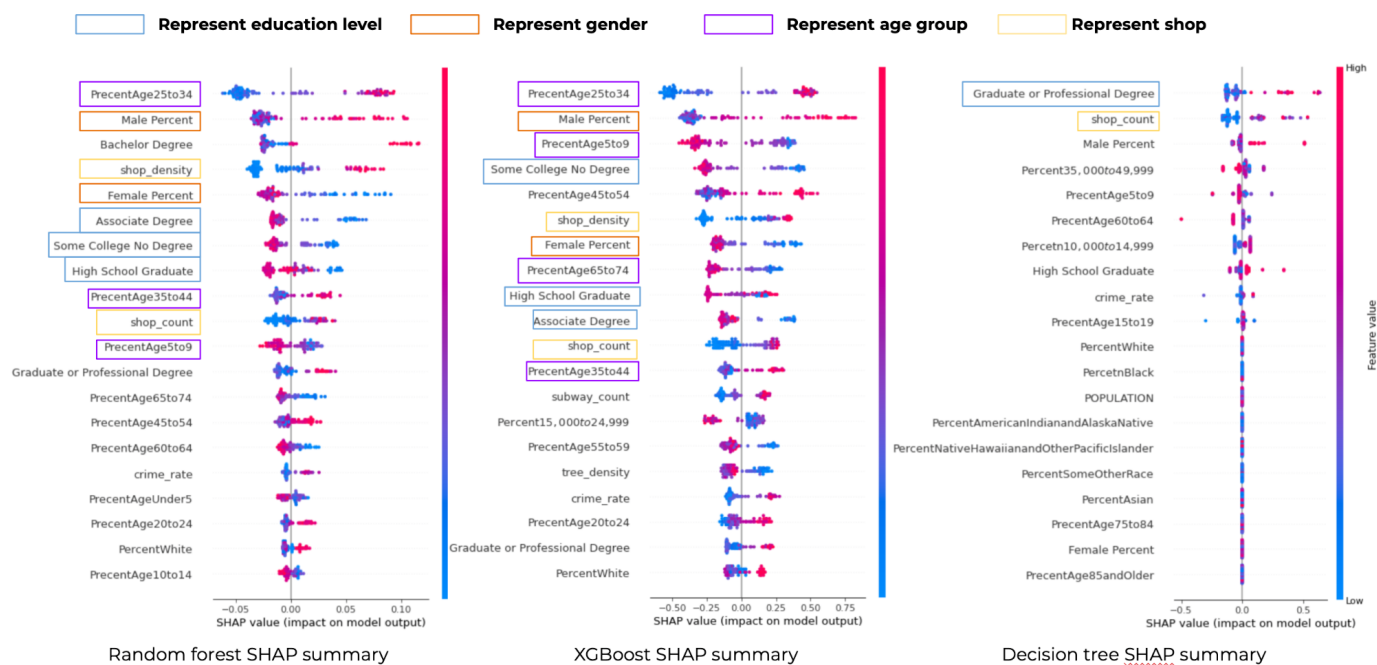 Represent education level
Represent gender
Represent age group
Represent shop
PrecentAge25to34
Male Percent
Bachelor Degree
shop_density
Female Percent
Associate Degree
Some College No Degree
High School Graduate
PrecentAge35to44
shop_count
PrecentAge5to9
Graduate or Professional Degree
PrecentAge65to74
PrecentAge45to54
PrecentAge60to64
crime_rate
PrecentAgeUnder5
PrecentAge20to24
PercentWhite
PrecentAge10to14
−0.05 0.00 0.05 0.10
SHAP value (impact on model output)
Random forest SHAP summary
PrecentAge25to34
Male Percent
PrecentAge5to9
Some College No Degree
PrecentAge45to54
shop_density
Female Percent
PrecentAge65to74
High School Graduate
Associate Degree
shop_count
PrecentAge35to44
subway_count
Percent15,000to24,999
PrecentAge55to59
tree_density
crime_rate
PrecentAge20to24
Graduate or Professional Degree
PercentWhite
−0.50 −0.25 0.00 0.25 0.50 0.75
SHAP value (impact on model output)
XGBoost SHAP summary
Graduate or Professional Degree
shop_count
Male Percent
Percent35,000to49,999
PrecentAge5to9
PrecentAge60to64
Percetn10,000to14,999
High School Graduate
crime_rate
PrecentAge15to19
PercentWhite
PercetnBlack
POPULATION
PercentAmericanIndianandAlaskaNative
PercentNativeHawaiianandOtherPacificIslander
PercentSomeOtherRace
PercentAsian
PrecentAge75to84
Female Percent
PrecentAge85andOlder
−0.5 0.0 0.5
SHAP value (impact on model output)
Decision tree SHAP summary
High
Feature value
Low